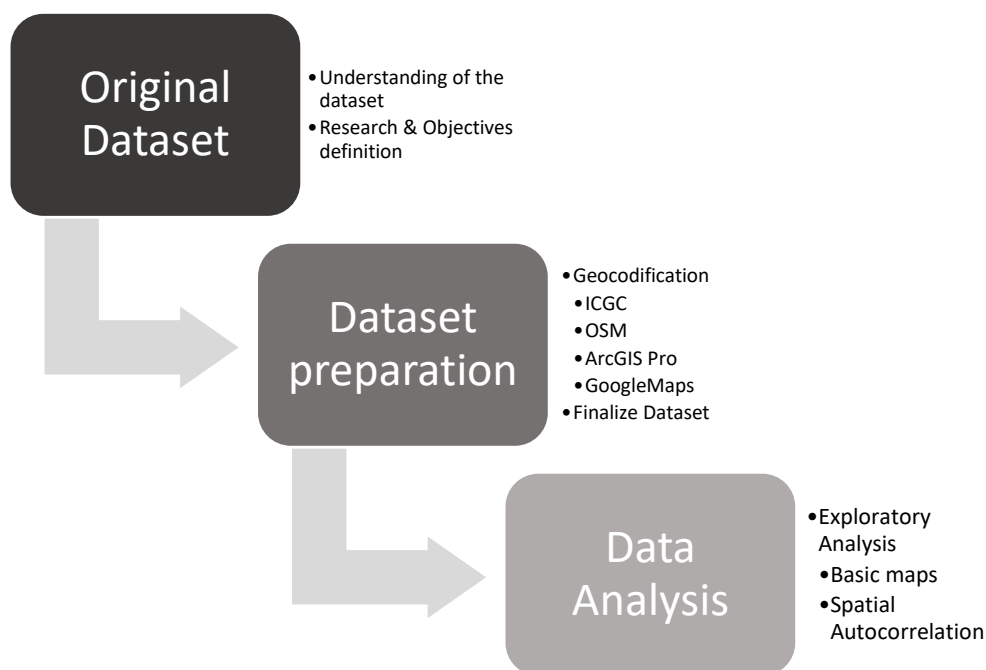 Original
Dataset
•Understanding of the
dataset
•Research & Objectives
definition
Dataset
preparation
•Geocodification
•ICGC
•OSM
•ArcGIS Pro
•GoogleMaps
•Finalize Dataset
Data
Analysis
•Exploratory
Analysis
•Basic maps
•Spatial
Autocorrelation